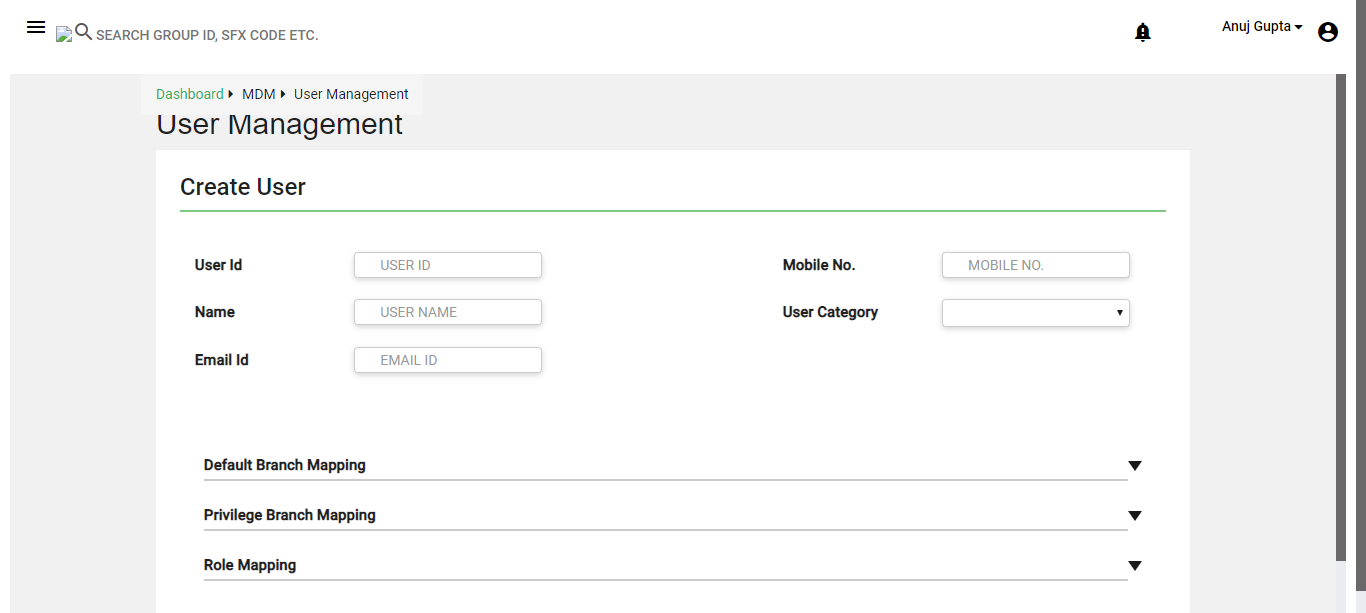 SEARCH GROUP ID, SFX CODE ETC.
Anuj Gupta
Dashboard MDM User Management
User Management
Create User
User Id USER ID Mobile No. MOBILE NO.
Name USER NAME User Category
Email Id EMAIL ID
Default Branch Mapping
Privilege Branch Mapping
Role Mapping